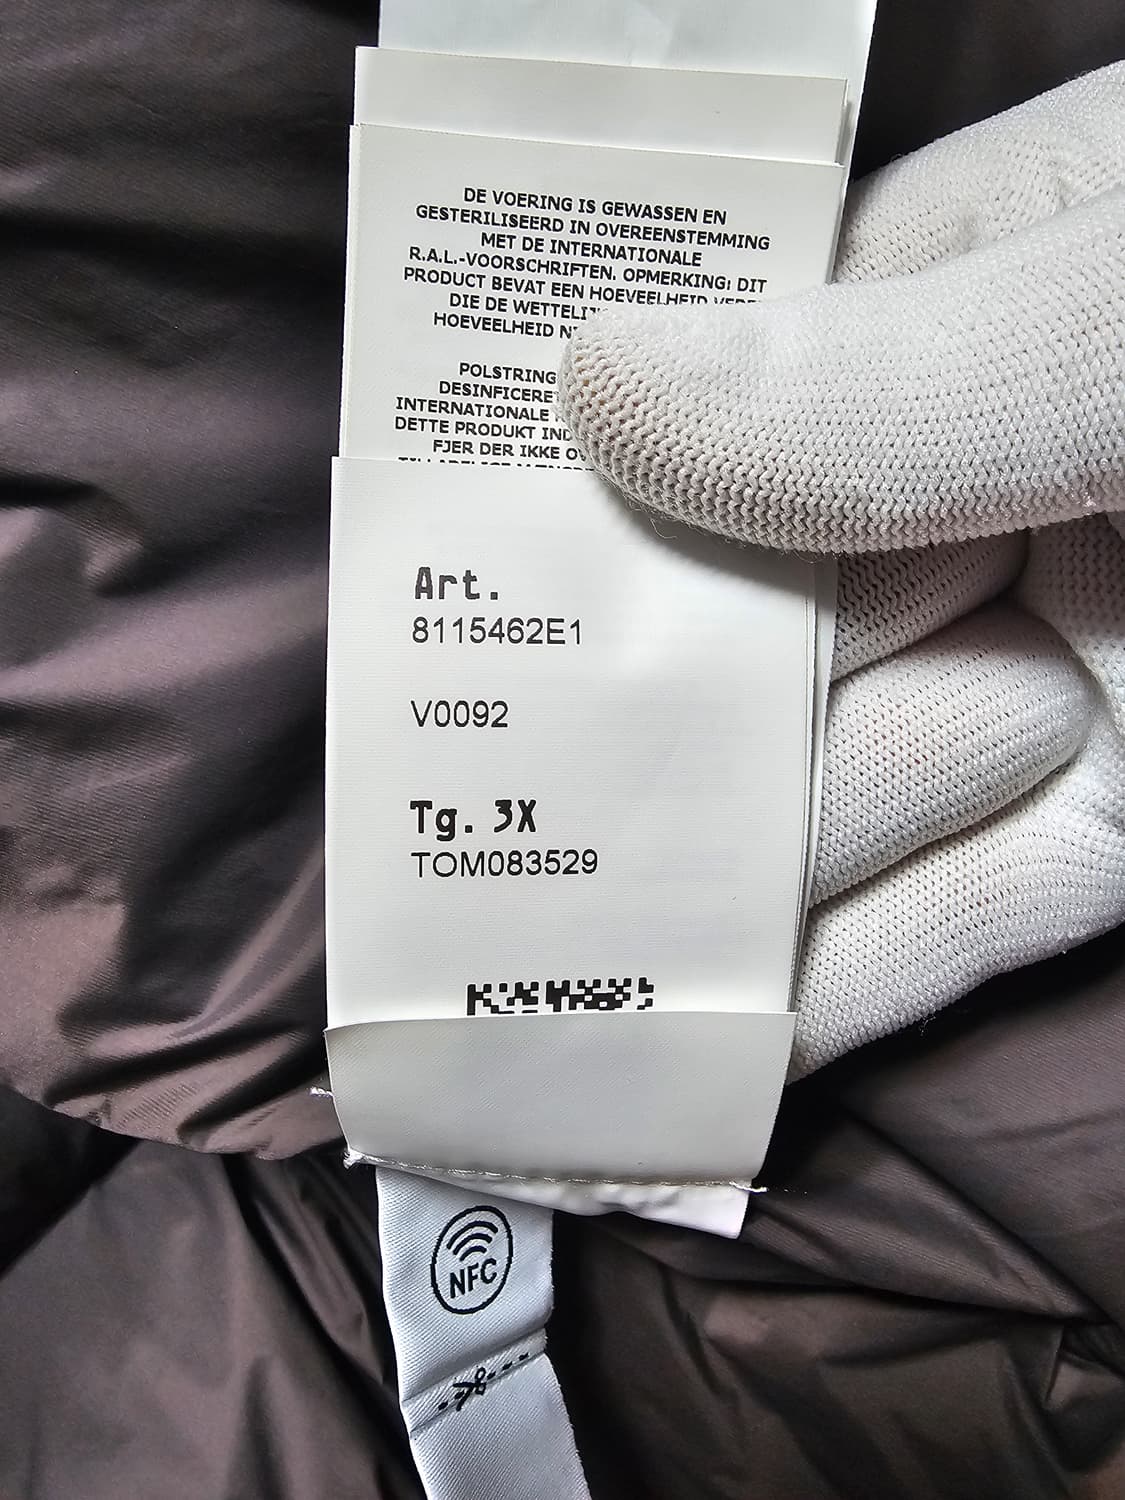 DE VOERING IS GEWASSEN EN
GESTERILISEERD IN OVEREENSTEMMING
MET DE INTERNATIONALE
R.A.L.-VOORSCHRIFTEN. OPMERKING: DIT
PRODUCT BEVAT EEN HOEVEELHEID
DIE DE
HOEVEELHEID
POLSTRING
INTERNATIONALE
DETTE PRODUKT
FJER DER IKKE
Art.
8115462E1
V0092
Tg. 3X
TOM083529
NFC